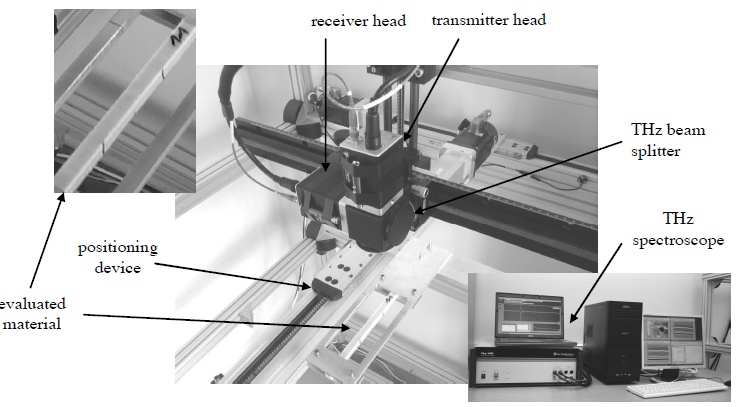 receiver head
transmitter head
M
THz beam
splitter
THz
spectroscope
positioning
device
evaluated
material